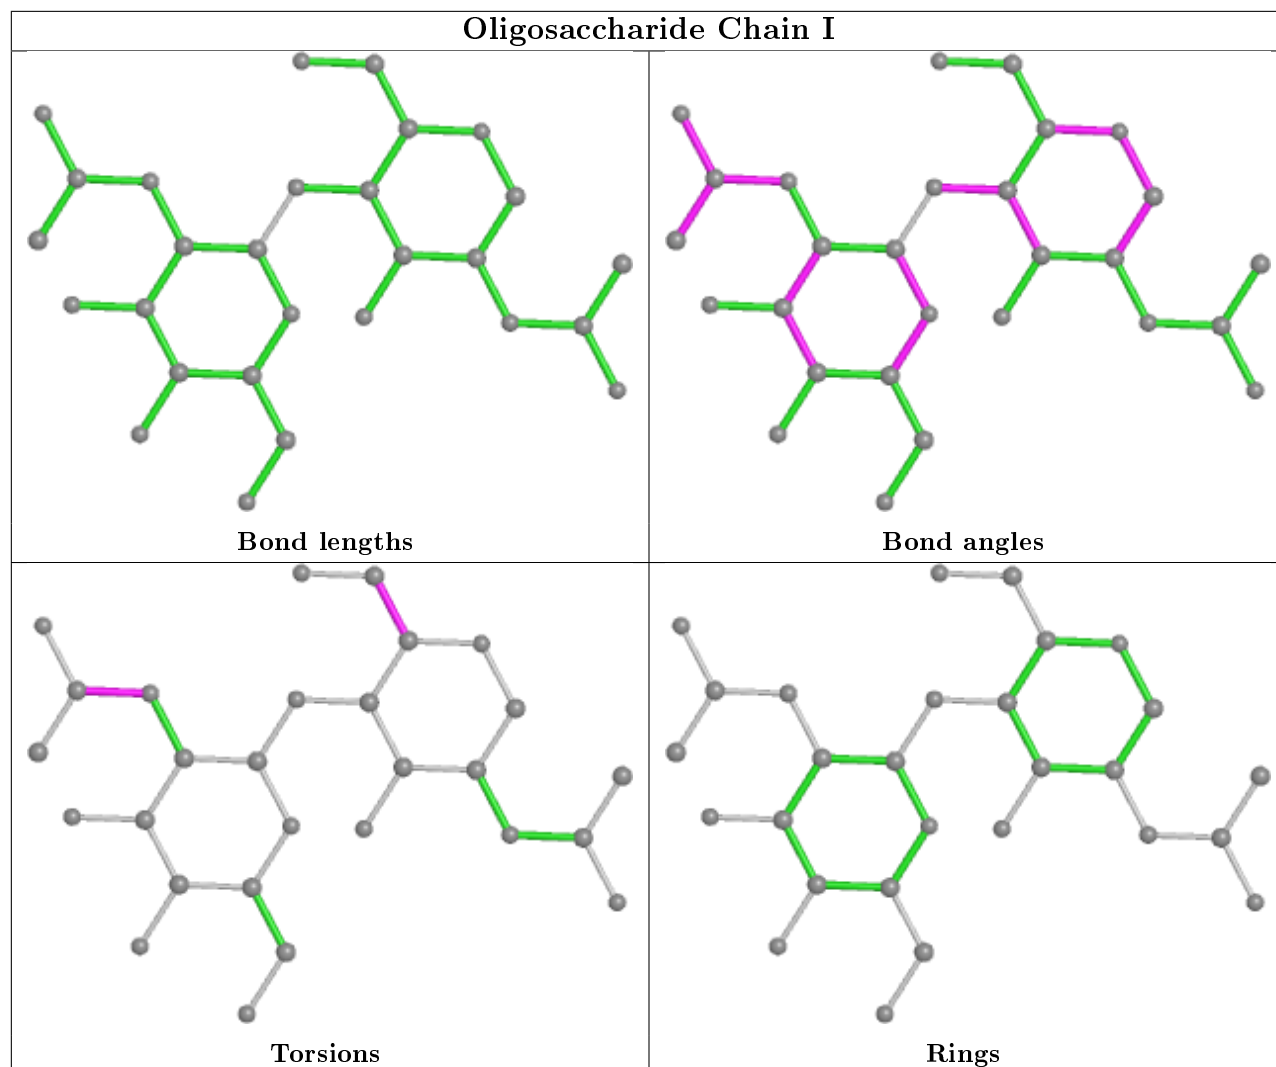 Oligosaccharide Chain I
Bond lengths
Bond angles
Torsions
Rings